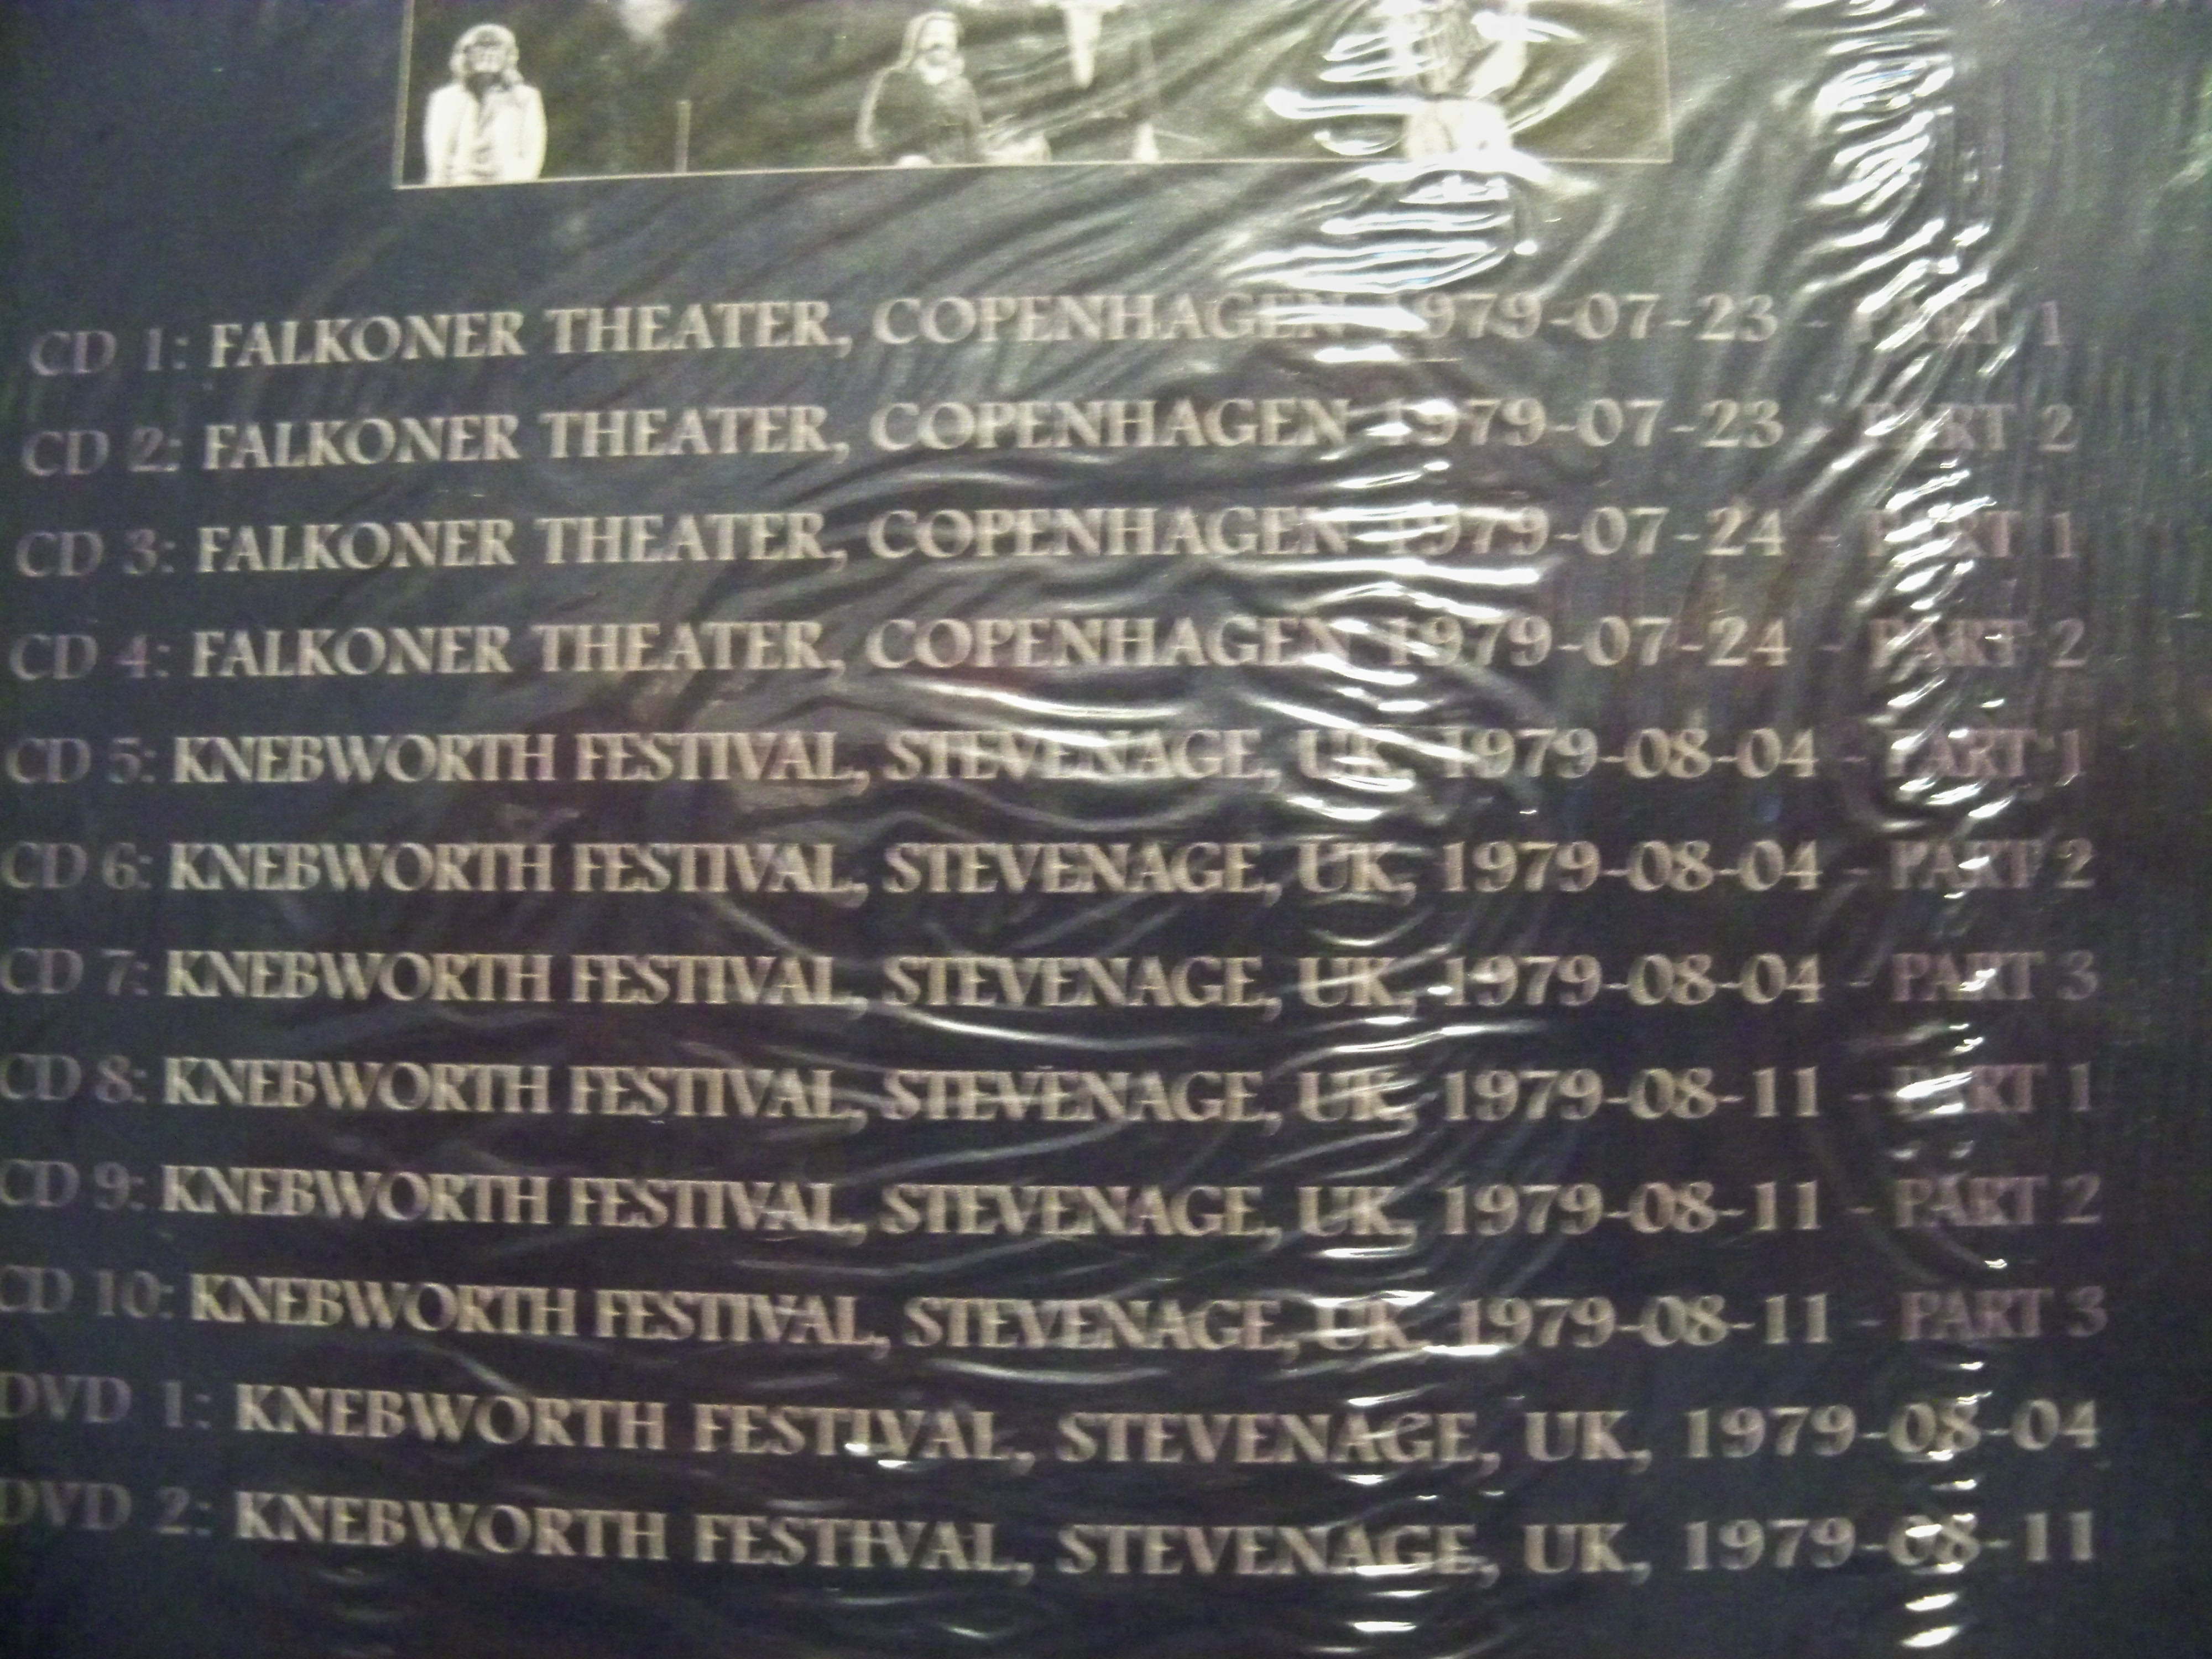 CD 1: FALKONER THEATER, COPENHAGEN 1979-07-23 - PART 1
CD 2: FALKONER THEATER, COPENHAGEN 1979-07-23 - PART 2
CD 3: FALKONER THEATER, COPENHAGEN 1979-07-24 - PART 1
CD 4: FALKONER THEATER, COPENHAGEN 1979-07-24 - PART 2
CD 5: KNEBWORTH FESTIVAL, STEVENAGE, UK, 1979-08-04 - PART 1
CD 6: KNEBWORTH FESTIVAL, STEVENAGE, UK, 1979-08-04 - PART 2
CD 7: KNEBWORTH FESTIVAL, STEVENAGE, UK, 1979-08-04 - PART 3
CD 8: KNEBWORTH FESTIVAL, STEVENAGE, UK, 1979-08-11 - PART 1
CD 9: KNEBWORTH FESTIVAL, STEVENAGE, UK, 1979-08-11 - PART 2
CD 10: KNEBWORTH FESTIVAL, STEVENAGE, UK, 1979-08-11 - PART 3
DVD 1: KNEBWORTH FESTIVAL, STEVENAGE, UK, 1979-08-04
DVD 2: KNEBWORTH FESTIVAL, STEVENAGE, UK, 1979-08-11